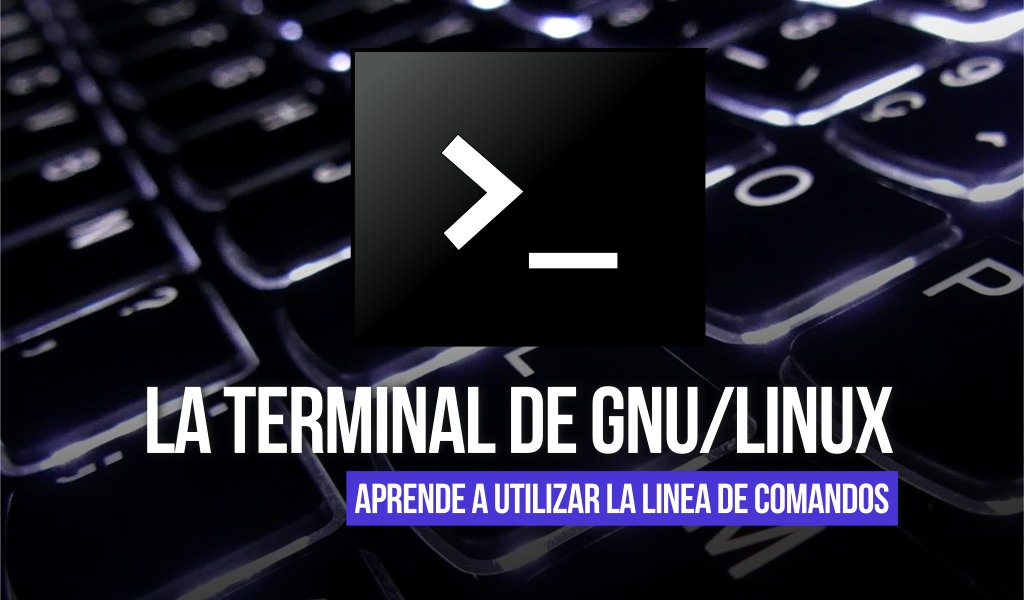 >_
LA TERMINAL DE GNU/LINUX
APRENDE A UTILIZAR LA LINEA DE COMANDOS